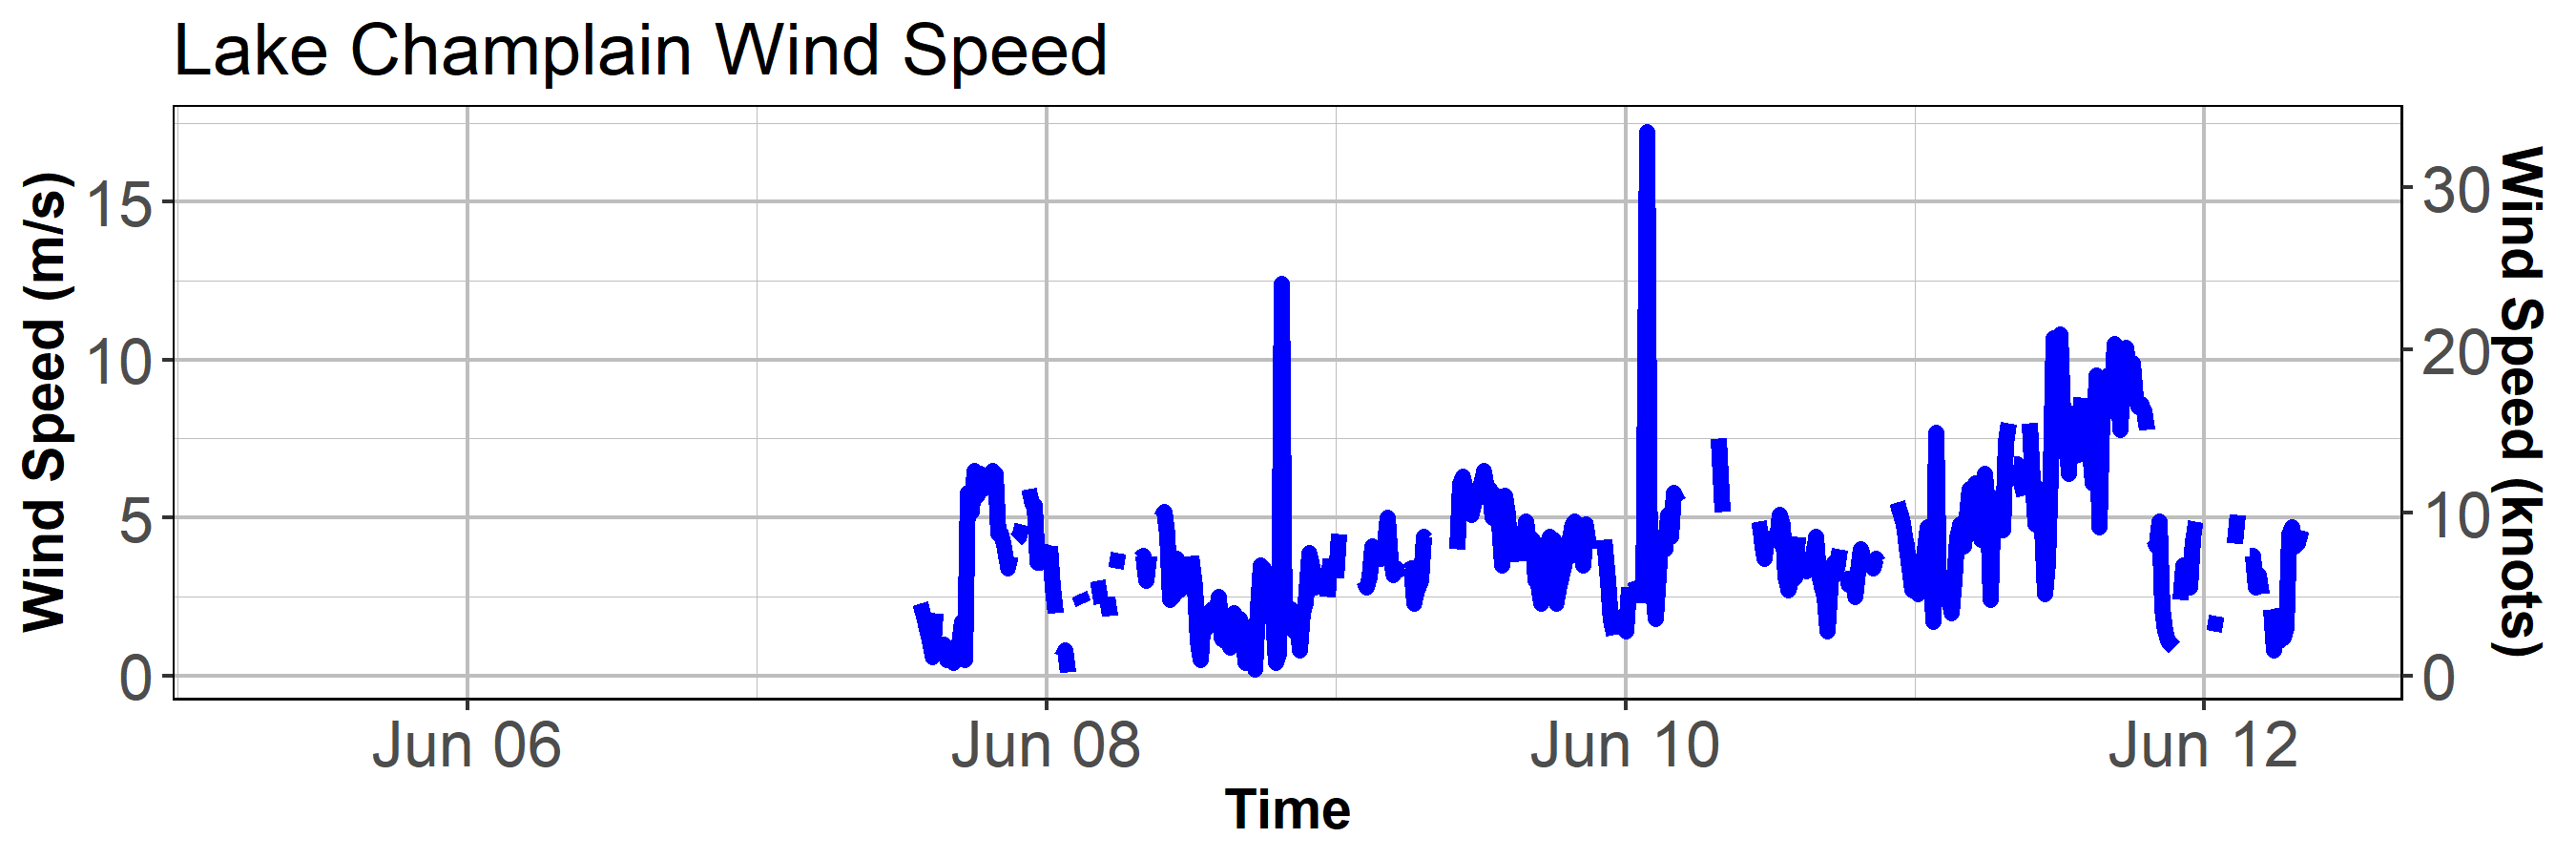 Lake Champlain Wind Speed
Wind Speed (m/s)
15
10
5
0
30
20
10
0
Wind Speed (knots)
Jun 06
Jun 08
Jun 10
Jun 12
Time